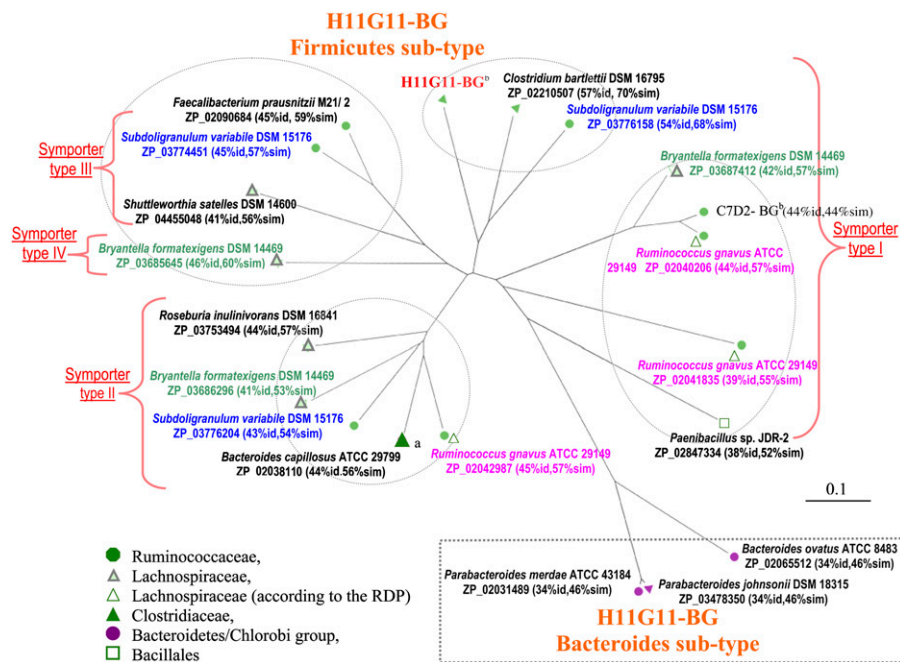 H11G11-BG
Firmicutes sub-type
H11G11-BGb
Clostridium bartlettii DSM 16795
ZP_02210507 (57%id, 70%sim)
Subdoligranulum variabile DSM 15176
ZP_03776158 (54%id,68%sim)
Faecalibacterium prausnitzii M21/ 2
ZP_02090684 (45%id, 59%sim)
Subdoligranulum variabile DSM 15176
ZP_03774451 (45%id,57%sim)
Symporter
type III
Shuttleworthia satelles DSM 14600
ZP_04455048 (41%id,56%sim)
Symporter
type IV
Bryantella formatexigens DSM 14469
ZP_03685645 (46%id,60%sim)
Bryantella formatexigens DSM 14469
ZP_03687412 (42%id,57%sim)
C7D2- BGb (44%id,44%sim)
Ruminococcus gnavus ATCC
29149 ZP_02040206 (44%id,57%sim)
Symporter
type I
Ruminococcus gnavus ATCC 29149
ZP_02041835 (39%id,55%sim)
Paenibacillus sp. JDR-2
ZP_02847334 (38%id,52%sim)
Roseburia inulinivorans DSM 16841
ZP_03753494 (44%id,57%sim)
Symporter
type II
Bryantella formatexigens DSM 14469
ZP_03686296 (41%id,53%sim)
Subdoligranulum variabile DSM 15176
ZP_03776204 (43%id,54%sim)
Bacteroides capillosus ATCC 29799
ZP_02038110 (44%id.56%sim)
a
Ruminococcus gnavus ATCC 29149
ZP_02042987 (45%id,57%sim)
0.1
Bacteroides ovatus ATCC 8483
ZP_02065512 (34%id,46%sim)
Parabacteroides merdae ATCC 43184
ZP_02031489 (34%id,46%sim)
Parabacteroides johnsonii DSM 18315
ZP_03478350 (34%id,46%sim)
H11G11-BG
Bacteroides sub-type
Ruminococcaceae,
Lachnospiraceae,
Lachnospiraceae (according to the RDP)
Clostridiaceae,
Bacteroidetes/Chlorobi group,
Bacillales